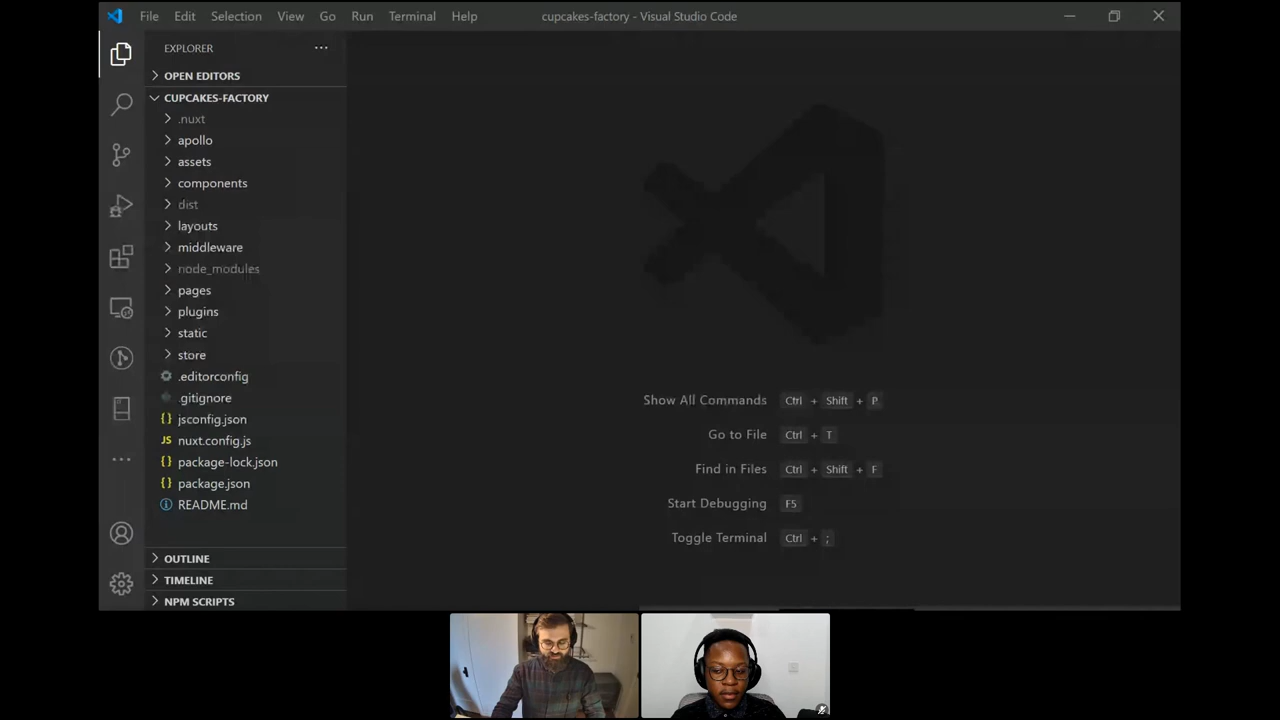 File Edit Selection View Go Run Terminal Help cupcakes-factory - Visual Studio Code
EXPLORER
OPEN EDITORS
CUPCAKES-FACTORY
.nuxt
apollo
assets
components
dist
layouts
middleware
node_modules
pages
plugins
static
store
.editorconfig
.gitignore
{} jsconfig.json
JS nuxt.config.js
{} package-lock.json
{} package.json
README.md
OUTLINE
TIMELINE
NPM SCRIPTS
Show All Commands Ctrl + Shift + P
Go to File Ctrl + T
Find in Files Ctrl + Shift + F
Start Debugging F5
Toggle Terminal Ctrl + ;